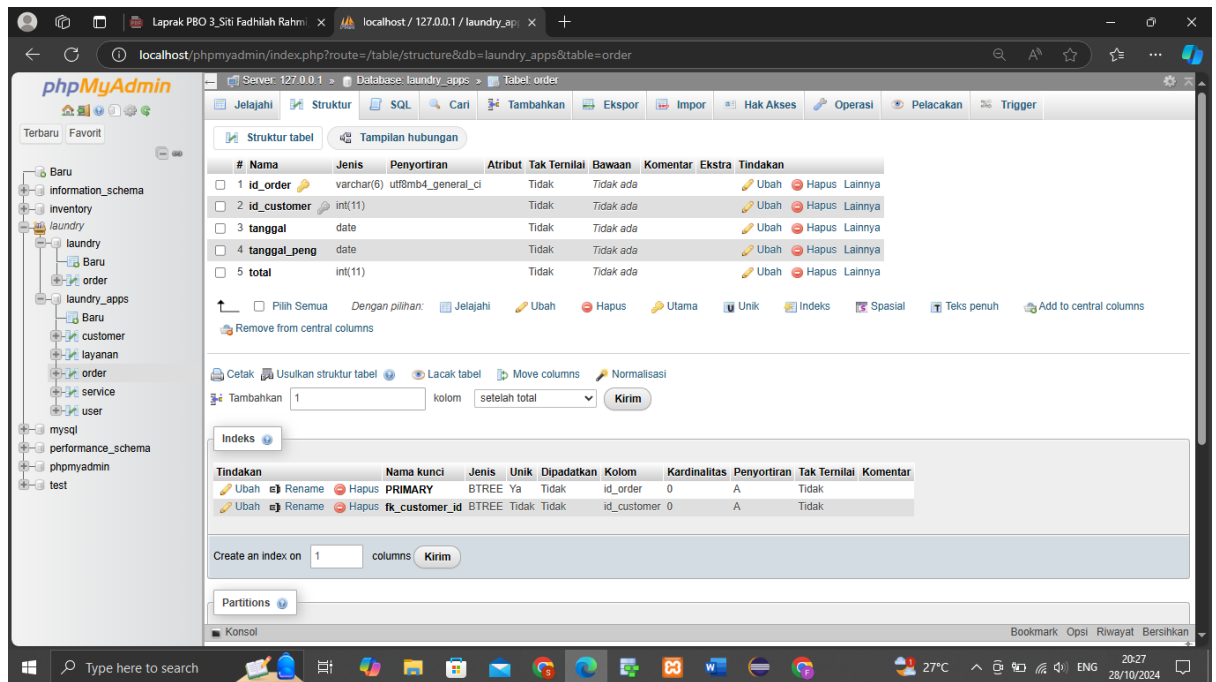 Laprak PBO 3_Siti Fadhilah Rahm
localhost / 127.0.0.1 / laundry_ap
localhost/phpmyadmin/index.php?route=/table/structure&db=laundry_apps&table=order
phpMyAdmin
Terbaru Favorit
Baru
information_schema
inventory
laundry
laundry
Baru
order
laundry_apps
Baru
customer
layanan
order
service
user
mysql
performance_schema
phpmyadmin
test
Server: 127.0.0.1 » Database: laundry_apps » Tabel: order
Jelajahi Struktur SQL Cari Tambahkan Ekspor Impor Hak Akses Operasi Pelacakan Trigger
Struktur tabel Tampilan hubungan
# Nama Jenis Penyortiran Atribut Tak Ternilai Bawaan Komentar Ekstra Tindakan
1 id_order varchar(6) utf8mb4_general_ci Tidak Tidak ada Ubah Hapus Lainnya
2 id_customer int(11) Tidak Tidak ada Ubah Hapus Lainnya
3 tanggal date Tidak Tidak ada Ubah Hapus Lainnya
4 tanggal_peng date Tidak Tidak ada Ubah Hapus Lainnya
5 total int(11) Tidak Tidak ada Ubah Hapus Lainnya
Pilih Semua Dengan pilihan: Jelajahi Ubah Hapus Utama Unik Indeks Spasial Teks penuh Add to central columns
Remove from central columns
Cetak Usulkan struktur tabel Lacak tabel Move columns Normalisasi
Tambahkan 1 kolom setelah total Kirim
Indeks
Tindakan Nama kunci Jenis Unik Dipadatkan Kolom Kardinalitas Penyortiran Tak Ternilai Komentar
Ubah Rename Hapus PRIMARY BTREE Ya Tidak id_order 0 A Tidak
Ubah Rename Hapus fk_customer_id BTREE Tidak Tidak id_customer 0 A Tidak
Create an index on 1 columns Kirim
Partitions
Konsol
Bookmark Opsi Riwayat Bersihkan
Type here to search
27°C
ENG
20:27
28/10/2024